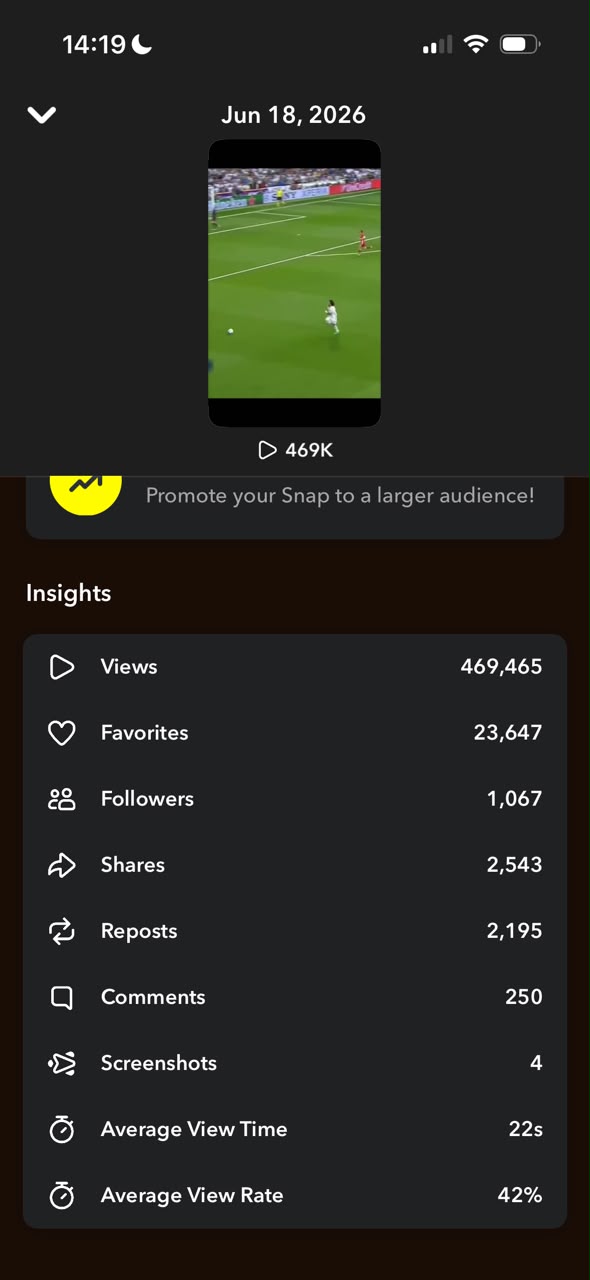 14:19
Jun 18, 2026
UniCredit
469K
Promote your Snap to a larger audience!
Insights
Views 469,465
Favorites 23,647
Followers 1,067
Shares 2,543
Reposts 2,195
Comments 250
Screenshots 4
Average View Time 22s
Average View Rate 42%